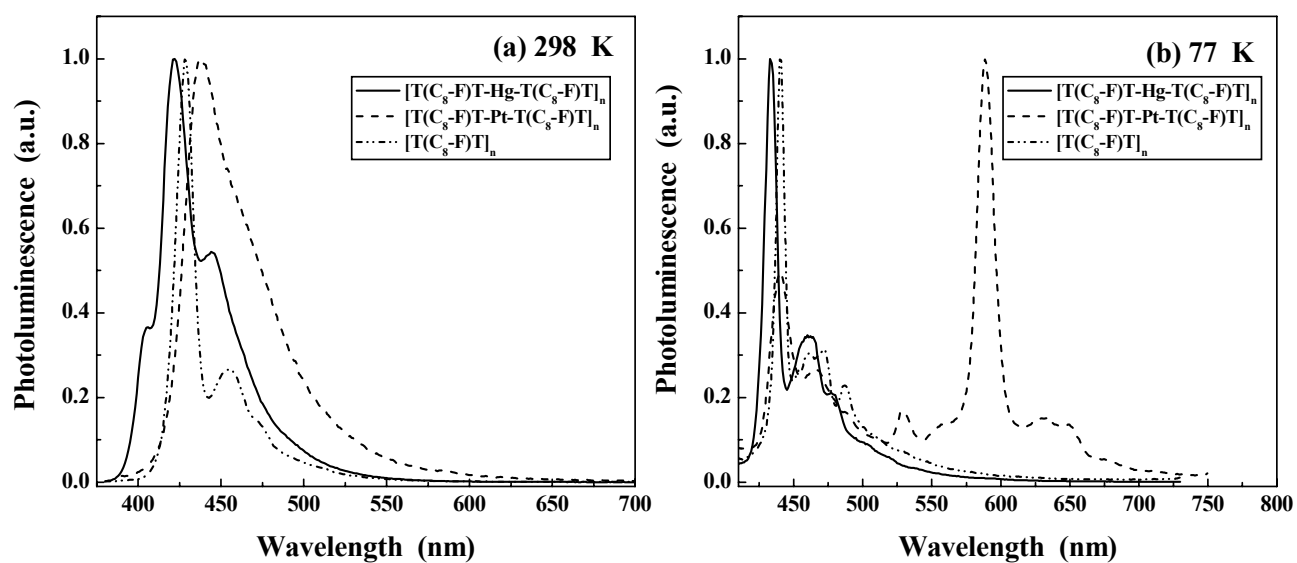 (a) 298 K
[T(C₈-F)T-Hg-T(C₈-F)T]ₙ
[T(C₈-F)T-Pt-T(C₈-F)T]ₙ
[T(C₈-F)T]ₙ
Photoluminescence (a.u.)
1.0
0.8
0.6
0.4
0.2
0.0
400 450 500 550 600 650 700
Wavelength (nm)
(b) 77 K
[T(C₈-F)T-Hg-T(C₈-F)T]ₙ
[T(C₈-F)T-Pt-T(C₈-F)T]ₙ
[T(C₈-F)T]ₙ
Photoluminescence (a.u.)
1.0
0.8
0.6
0.4
0.2
0.0
450 500 550 600 650 700 750 800
Wavelength (nm)